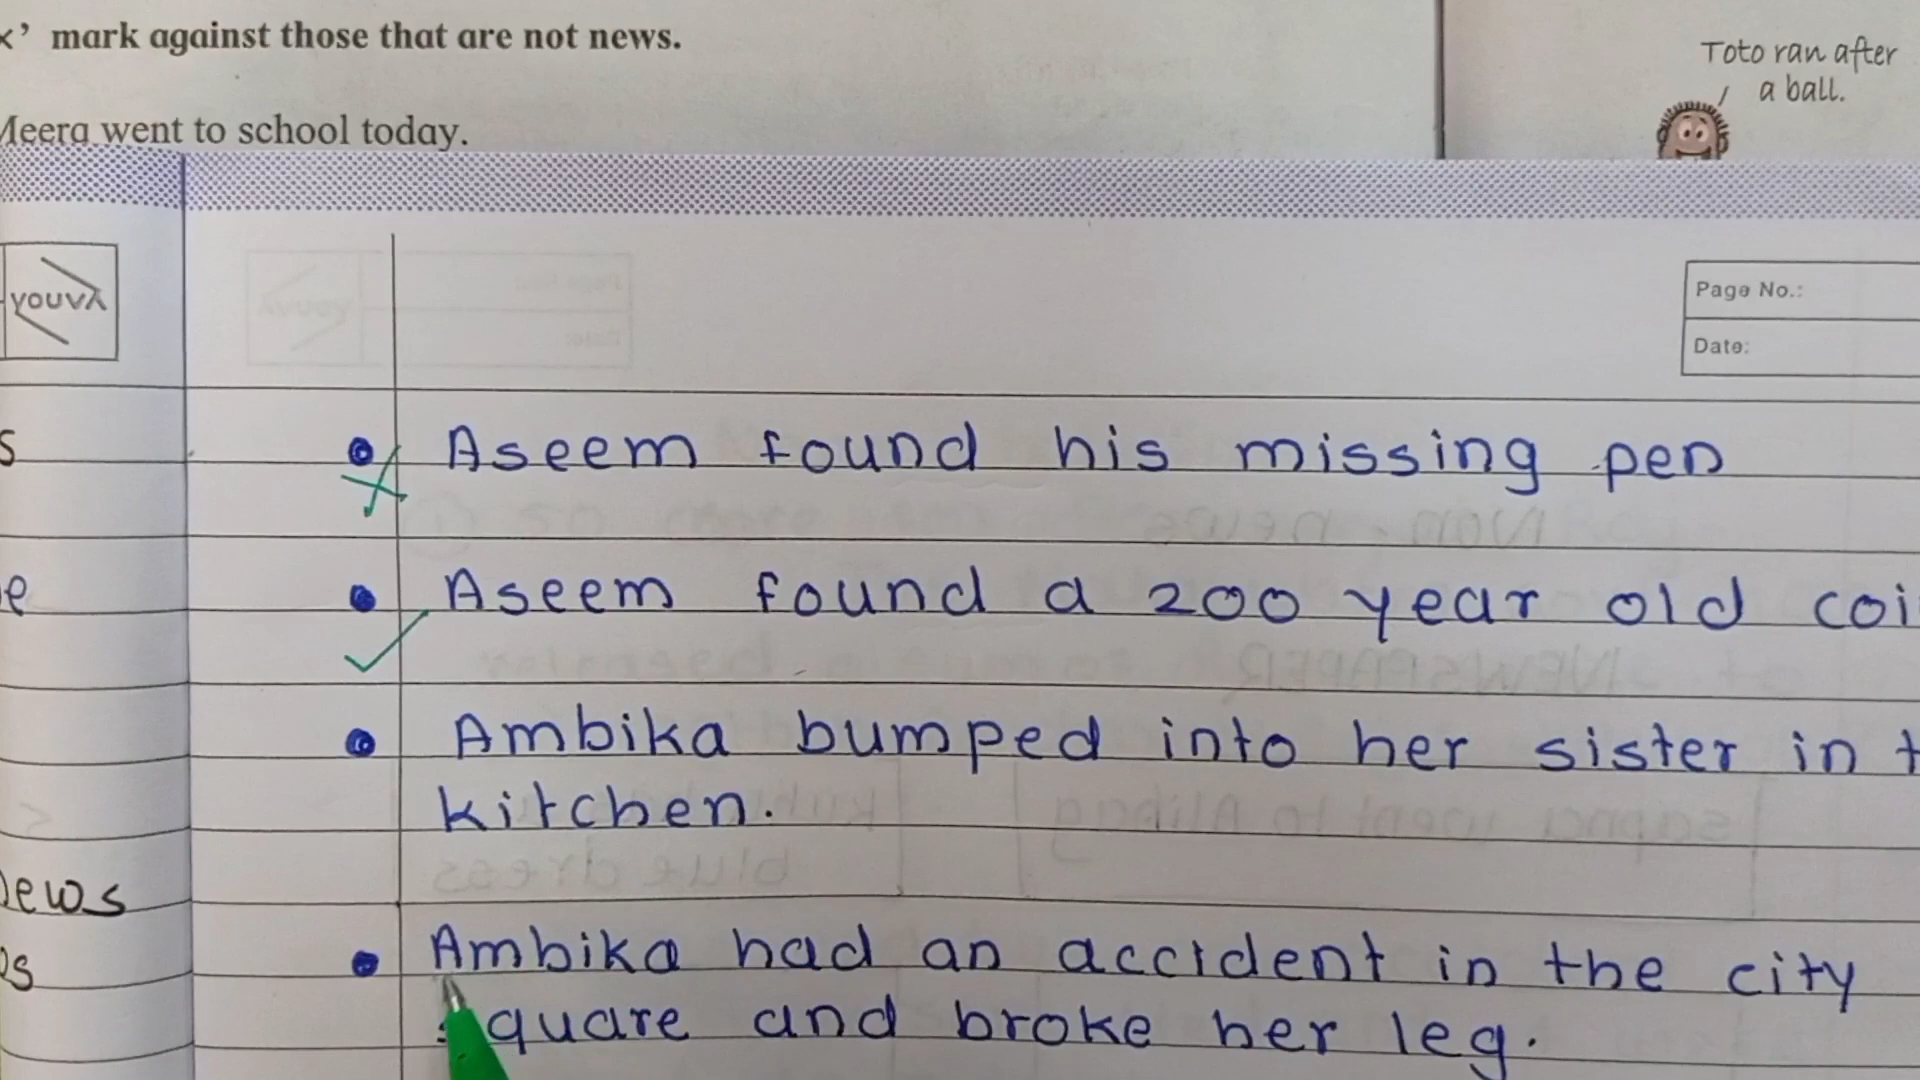 mark against those that are not news.
Toto ran after
a ball.
Meera went to school today.
YOUVA
Page No.:
Date:
Aseem found his missing pen
Aseem found a 200 year old coi
Ambika bumped into her sister in t
kitchen.
news
Ambika had an accident in the city
square and broke her leg.